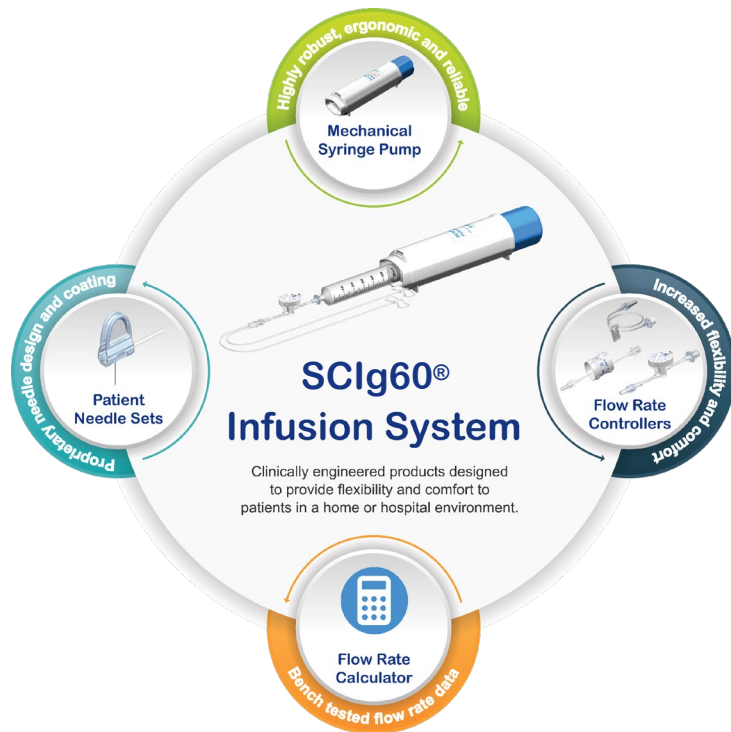 Highly robust, ergonomic and reliable
Mechanical
Syringe Pump
Proprietary needle design and coating
Patient
Needle Sets
Increased flexibility and comfort
Flow Rate
Controllers
SCIg60®
Infusion System
Clinically engineered products designed
to provide flexibility and comfort to
patients in a home or hospital environment.
Flow Rate
Calculator
Bench tested flow rate data